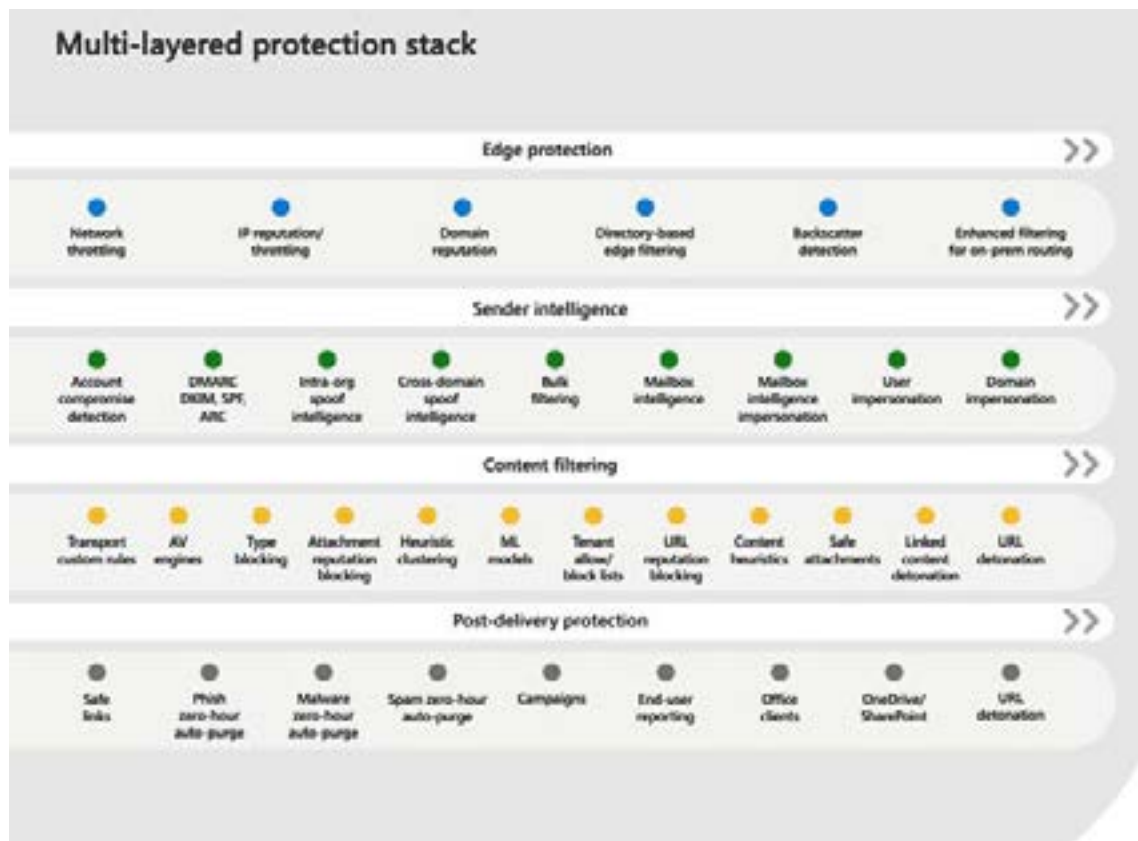 Multi-layered protection stack
Edge protection
Network
throttling
IP reputation/
throttling
Domain
reputation
Directory-based
edge filtering
Backscatter
detection
Enhanced filtering
for on-prem routing
Sender intelligence
Account
compromise
detection
DMARC
DKIM, SPF,
ARC
Intra-org
spoof
intelligence
Cross-domain
spoof
intelligence
Bulk
filtering
Mailbox
intelligence
Mailbox
intelligence
impersonation
User
impersonation
Domain
impersonation
Content filtering
Transport
custom rules
AV
engines
Type
blocking
Attachment
reputation
blocking
Heuristic
clustering
ML
models
Tenant
allow/
block lists
URL
reputation
blocking
Content
heuristics
Safe
attachments
Linked
content
detonation
URL
detonation
Post-delivery protection
Safe
links
Phish
zero-hour
auto-purge
Malware
zero-hour
auto-purge
Spam zero-hour
auto-purge
Campaigns
End-user
reporting
Office
clients
OneDrive/
SharePoint
URL
detonation